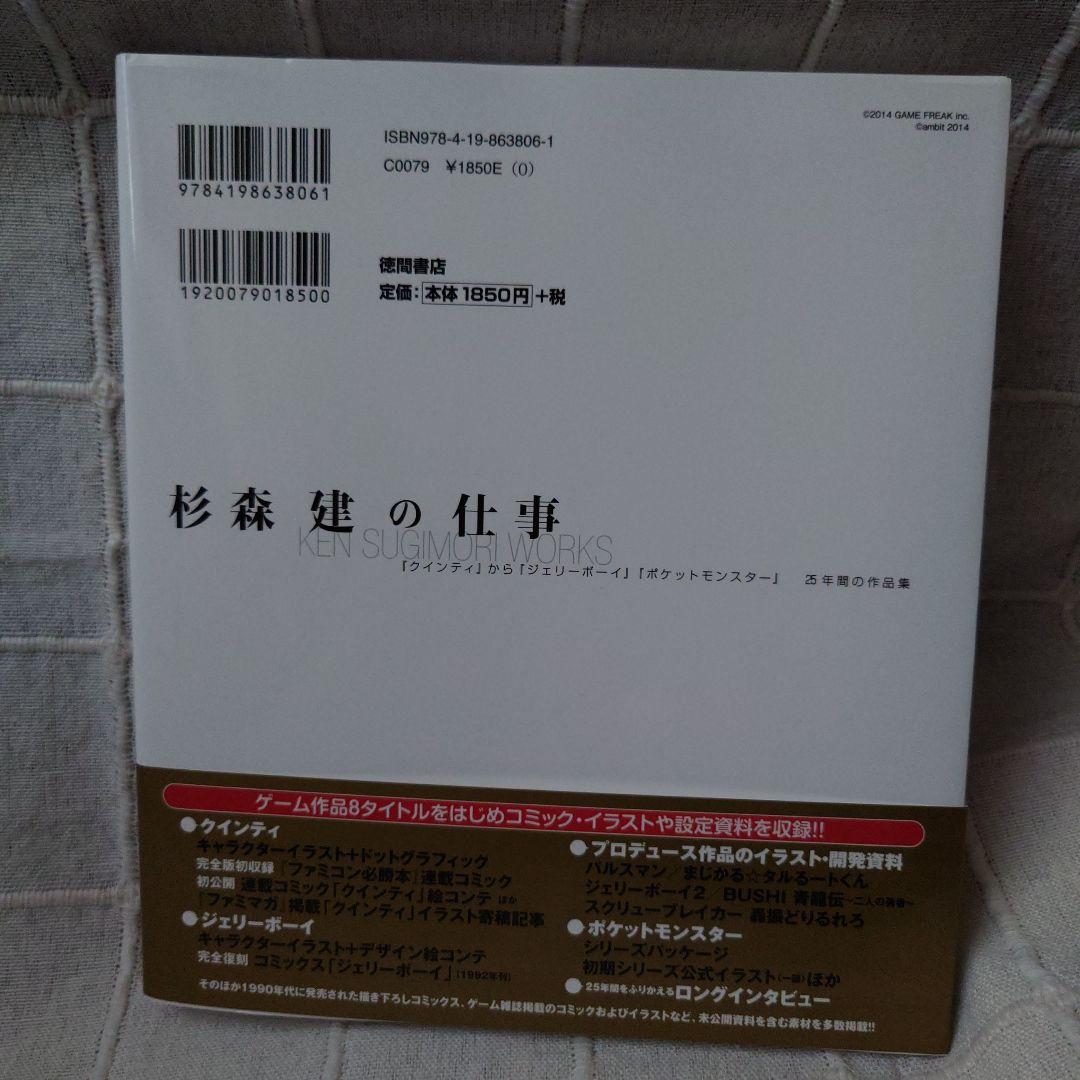 ©2014 GAME FREAK inc.
©ambit 2014
ISBN978-4-19-863806-1
C0079 ¥1850E (0)
9784198638061
1920079018500
徳間書店
定価：本体1850円+税
杉森 建 の 仕事
KEN SUGIMORI WORKS
『クインティ』から『ジェリーボーイ』『ポケットモンスター』 25年間の作品集
ゲーム作品8タイトルをはじめコミック・イラストや設定資料を収録!!
●クインティ
キャラクターイラスト＋ドットグラフィック
完全版初収録 『ファミコン必勝本』連載コミック
初公開 連載コミック「クインティ」絵コンテ ほか
『ファミマガ』掲載「クインティ」イラスト寄稿記事
●ジェリーボーイ
キャラクターイラスト＋デザイン絵コンテ
完全復刻 コミックス「ジェリーボーイ」(1992年刊)
●プロデュース作品のイラスト・開発資料
パルスマン／まじかる☆タルるートくん
ジェリーボーイ2／BUSHI 青龍伝～二人の勇者～
スクリューブレイカー 轟振どりるれろ
●ポケットモンスター
シリーズパッケージ
初期シリーズ公式イラスト(一部)ほか
●25年間をふりかえるロングインタビュー
そのほか1990年代に発売された描き下ろしコミックス、ゲーム雑誌掲載のコミックおよびイラストなど、未公開資料を含む素材を多数掲載!!